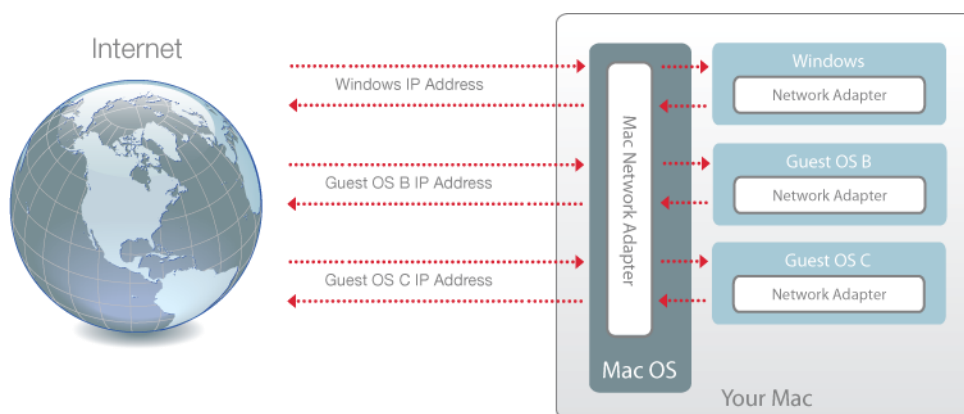 Internet
Windows IP Address
Guest OS B IP Address
Guest OS C IP Address
Mac Network Adapter
Mac OS
Windows
Network Adapter
Guest OS B
Network Adapter
Guest OS C
Network Adapter
Your Mac